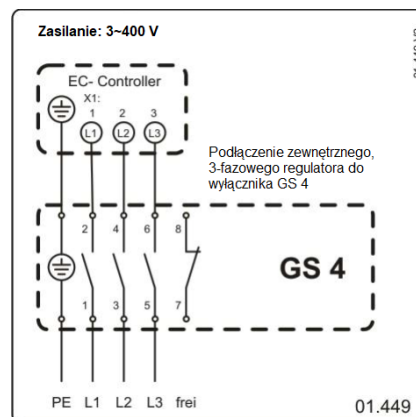 Zasilanie: 3~400 V
EC- Controller
X1:
1 2 3
L1 L2 L3
Podłączenie zewnętrznego,
3-fazowego regulatora do
wyłącznika GS 4
2 4 6 8
GS 4
1 3 5 7
PE L1 L2 L3 frei
01.449